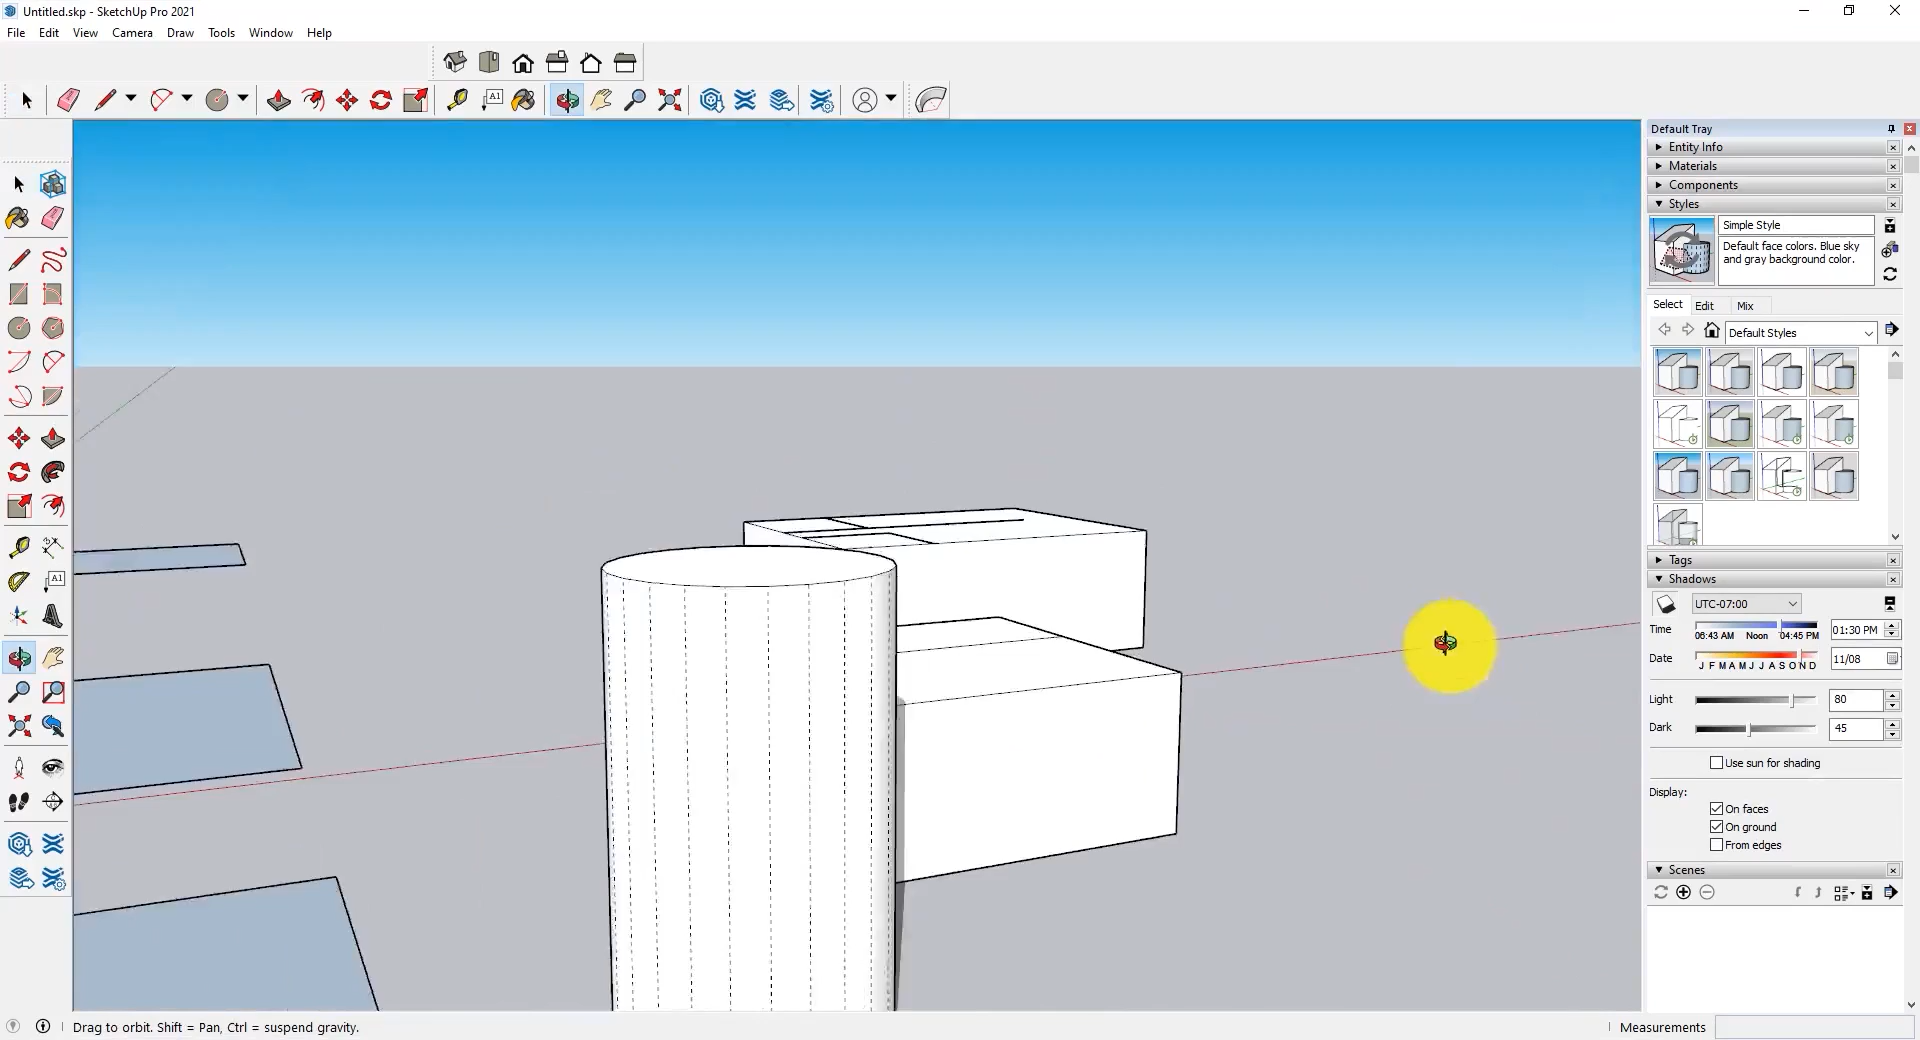 Untitled.skp - SketchUp Pro 2021
File Edit View Camera Draw Tools Window Help
A1
Default Tray
Entity Info
Materials
Components
Styles
Simple Style
Default face colors. Blue sky
and gray background color.
Select Edit Mix
Default Styles
A1
Tags
Shadows
UTC-07:00
Time 01:30 PM
06:43 AM Noon 04:45 PM
Date 11/08
J F M A M J J A S O N D
Light 80
Dark 45
Use sun for shading
Display:
On faces
On ground
From edges
Scenes
Drag to orbit. Shift = Pan, Ctrl = suspend gravity.
Measurements